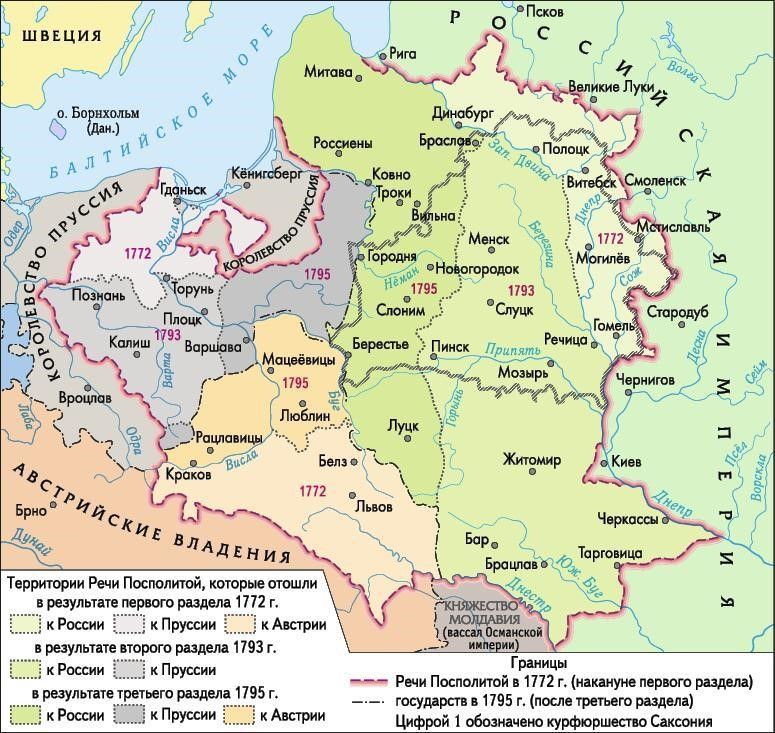 ШВЕЦИЯ
БАЛТИЙСКОЕ МОРЕ
о. Борнхольм
(Дан.)
РОССИЙСКАЯ ИМПЕРИЯ
Псков
Рига
Митава
Великие Луки
Волга
Динабург
Браслав
Полоцк
Зап. Двина
Россиены
Витебск
Смоленск
Ковно
Троки
Вильна
Кёнигсберг
Гданьск
КОРОЛЕВСТВО ПРУССИЯ
КОРОЛЕВСТВО ПРУССИЯ
Одер
Висла
1772
1795
Днепр
1772
Мстиславль
Могилёв
Сож
Березина
Менск
Городня
Новогородок
Нёман
1795
1793
Слоним
Слуцк
Торунь
Познань
Плоцк
1793
Калиш
Варшава
Варта
Стародуб
Гомель
Речица
Десна
Сейм
Берестье
Пинск
Припять
Мозырь
Чернигов
Мацеёвицы
1795
Люблин
Буг
Вроцлав
Лаба
Одра
Рацлавицы
Краков
Висла
Луцк
Горынь
Псёл
Ворскла
Белз
1772
Львов
Житомир
Киев
Днепр
Черкассы
АВСТРИЙСКИЕ ВЛАДЕНИЯ
Брно
Дунай
Бар
Брацлав
Юж. Буг
Тарговица
Днестр
КНЯЖЕСТВО
МОЛДАВИЯ
(вассал Османской
империи)
Территории Речи Посполитой, которые отошли
в результате первого раздела 1772 г.
к России к Пруссии к Австрии
в результате второго раздела 1793 г.
к России к Пруссии
в результате третьего раздела 1795 г.
к России к Пруссии к Австрии
Границы
Речи Посполитой в 1772 г. (накануне первого раздела)
государств в 1795 г. (после третьего раздела)
Цифрой 1 обозначено курфюршество Саксония